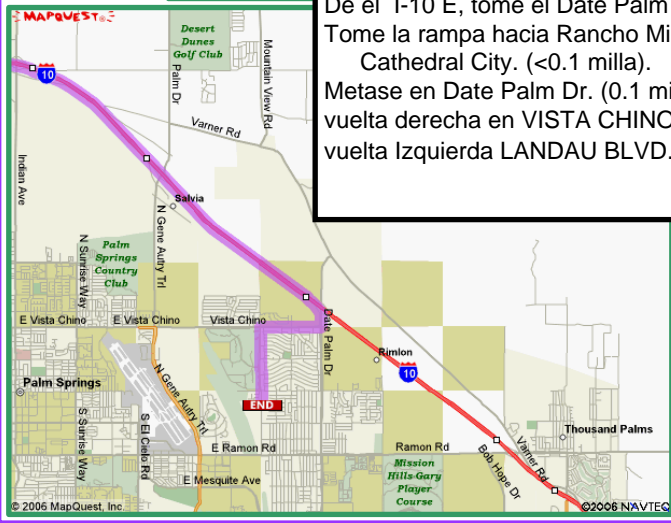 De el I-10 E, tome el Date Palm
Tome la rampa hacia Rancho
Cathedral City. (<0.1 milla).
Metase en Date Palm Dr. (0.1
vuelta derecha en VISTA CHINO
vuelta Izquierda LANDAU BLVD.
MAPQUEST
Desert
Dunes
Golf Club
10
Palm Dr
Mountain View Rd
Varner Rd
Indian Ave
Salvia
N Gene Autry Trl
N Sunrise Way
Palm
Springs
Country
Club
E Vista Chino
E Vista Chino
Vista Chino
Date Palm Dr
Rimlon
10
Palm Springs
N Gene Autry Trl
END
S Sunrise Way
S El Cielo Rd
E Ramon Rd
Ramon Rd
Thousand Palms
Varner Rd
Bob Hope Dr
E Mesquite Ave
Mission
Hills-Gary
Player
Course
© 2006 MapQuest, Inc.
©2006 NAVTEQ